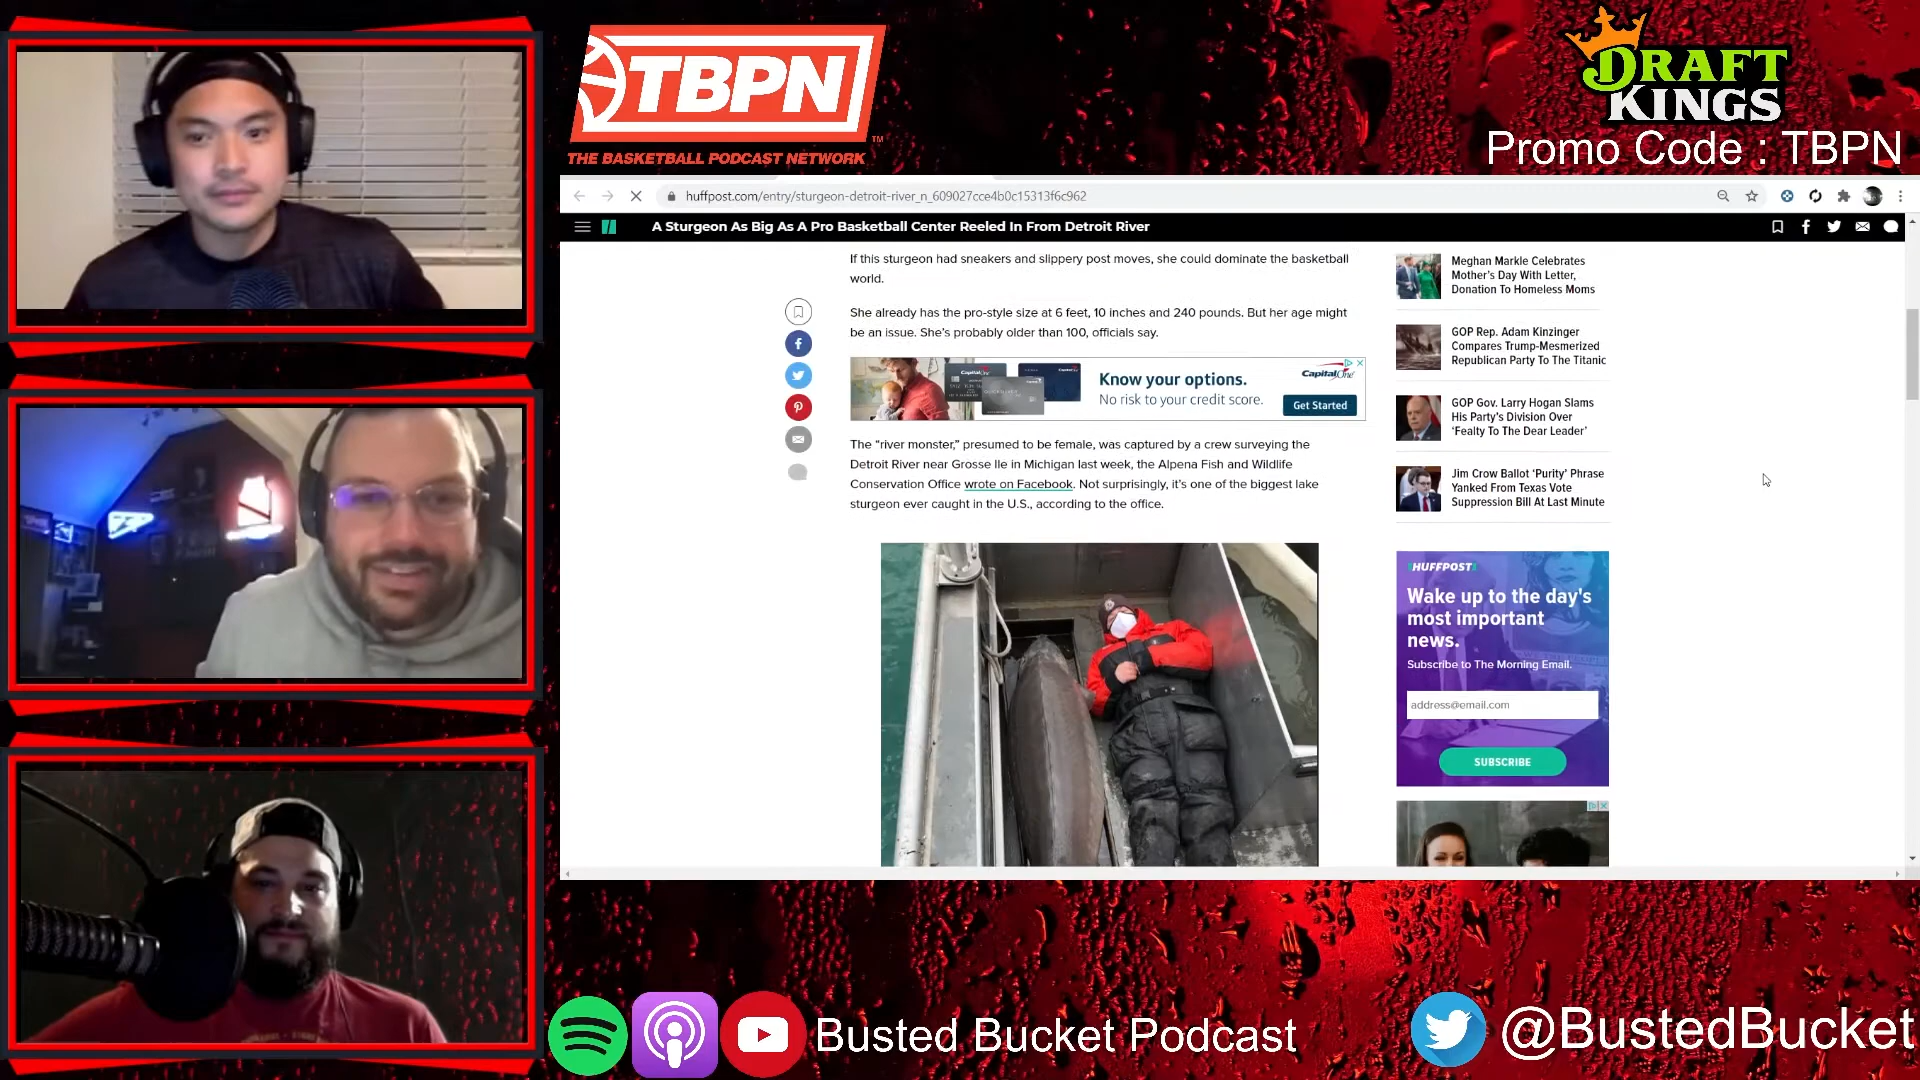 TBPN
TM
THE BASKETBALL PODCAST NETWORK
DRAFT
KINGS
Promo Code : TBPN
huffpost.com/entry/sturgeon-detroit-river_n_609027cce4b0c15313f6c962
A Sturgeon As Big As A Pro Basketball Center Reeled In From Detroit River
If this sturgeon had sneakers and slippery post moves, she could dominate the basketball
world.
She already has the pro-style size at 6 feet, 10 inches and 240 pounds. But her age might
be an issue. She's probably older than 100, officials say.
Know your options.
No risk to your credit score.
Capital One
Get Started
The “river monster,” presumed to be female, was captured by a crew surveying the
Detroit River near Grosse Ile in Michigan last week, the Alpena Fish and Wildlife
Conservation Office wrote on Facebook. Not surprisingly, it's one of the biggest lake
sturgeon ever caught in the U.S., according to the office.
Meghan Markle Celebrates
Mother's Day With Letter,
Donation To Homeless Moms
GOP Rep. Adam Kinzinger
Compares Trump-Mesmerized
Republican Party To The Titanic
GOP Gov. Larry Hogan Slams
His Party's Division Over
‘Fealty To The Dear Leader’
Jim Crow Ballot ‘Purity’ Phrase
Yanked From Texas Vote
Suppression Bill At Last Minute
HUFFPOST
Wake up to the day's
most important
news.
Subscribe to The Morning Email.
address@email.com
SUBSCRIBE
Busted Bucket Podcast
@BustedBucket